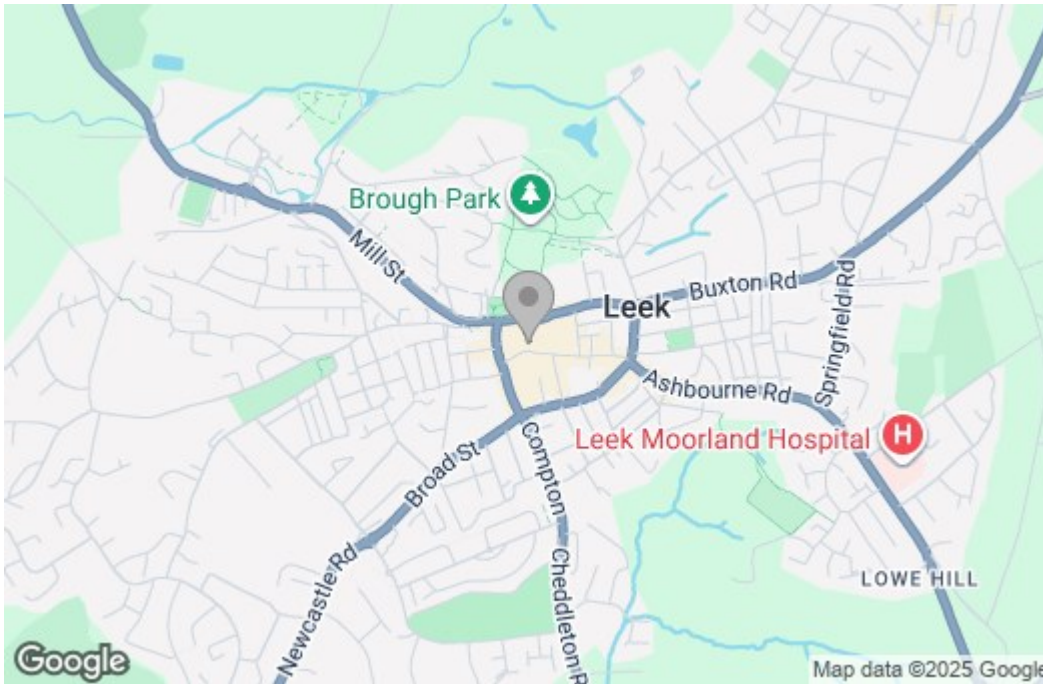 Brough Park
Mill St
Buxton Rd
Leek
Springfield Rd
Ashbourne Rd
Leek Moorland Hospital
H
Broad St
Compton
Newcastle Rd
Cheddleton R
LOWE HILL
Google
Map data ©2025 Google